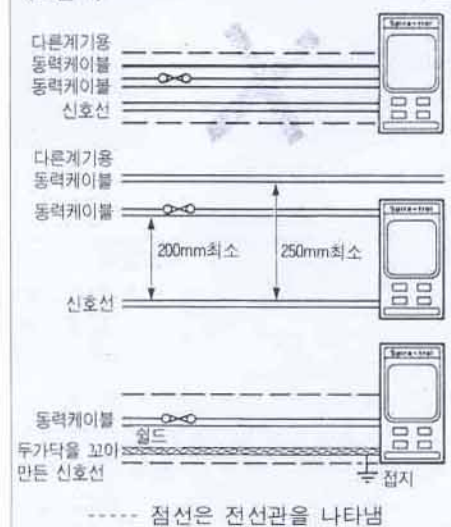 Spirax-trol
다른계기용
동력케이블
동력케이블
신호선
다른계기용
동력케이블
동력케이블
200mm최소
250mm최소
신호선
동력케이블
쉴드
두가닥을 꼬아
만든 신호선
접지
----- 점선은 전선관을 나타냄